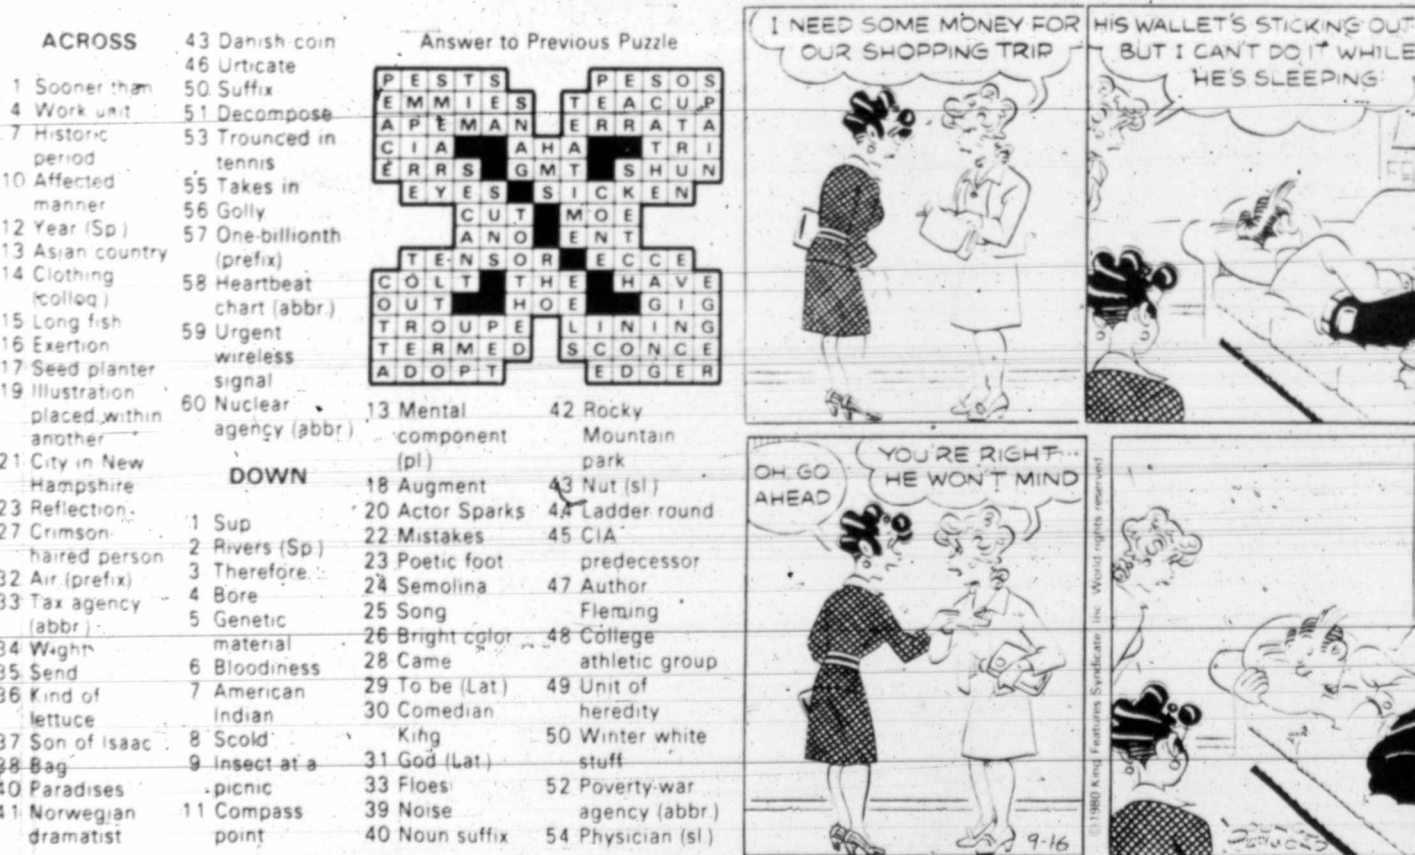 ACROSS
1 Sooner than
4 Work unit
7 Historic
period
10 Affected
manner
12 Year (Sp.)
13 Asian country
14 Clothing
(colloq.)
15 Long fish
16 Exertion
17 Seed planter
19 Illustration
placed within
another
21 City in New
Hampshire
23 Reflection
27 Crimson-
haired person
32 Air (prefix)
33 Tax agency
(abbr.)
34 Wight
35 Send
36 Kind of
lettuce
37 Son of Isaac
38 Bag
40 Paradises
41 Norwegian
dramatist
43 Danish coin
46 Urticate
50 Suffix
51 Decompose
53 Trounced in
tennis
55 Takes in
56 Golly
57 One-billionth
(prefix)
58 Heartbeat
chart (abbr.)
59 Urgent
wireless
signal
60 Nuclear
agency (abbr.)
DOWN
1 Sup
2 Rivers (Sp.)
3 Therefore
4 Bore
5 Genetic
material
6 Bloodiness
7 American
Indian
8 Scold
9 Insect at a
picnic
11 Compass
point
Answer to Previous Puzzle
PESTS PESOS
EMMIES TEACUP
APEMAN ERRATA
CIA AHA TRI
ERRS GMT SHUN
EYES SICKEN
CUT MOE
ANO ENT
TENSOR ECCE
COLT THE HAVE
OUT HOE GIG
TROUPE LINING
TERMED SCONCE
ADOPT EDGER
13 Mental
component
(pl.)
18 Augment
20 Actor Sparks
22 Mistakes
23 Poetic foot
24 Semolina
25 Song
26 Bright color
28 Came
29 To be (Lat.)
30 Comedian
King
31 God (Lat.)
33 Floes
39 Noise
40 Noun suffix
42 Rocky
Mountain
park
43 Nut (sl.)
44 Ladder round
45 CIA
predecessor
47 Author
Fleming
48 College
athletic group
49 Unit of
heredity
50 Winter white
stuff
52 Poverty-war
agency (abbr.)
54 Physician (sl.)
I NEED SOME MONEY FOR
OUR SHOPPING TRIP
HIS WALLET'S STICKING OUT
BUT I CAN'T DO IT WHILE
HE'S SLEEPING
OH, GO
AHEAD
YOU'RE RIGHT...
HE WON'T MIND
9-16
©1980 King Features Syndicate Inc. World rights reserved